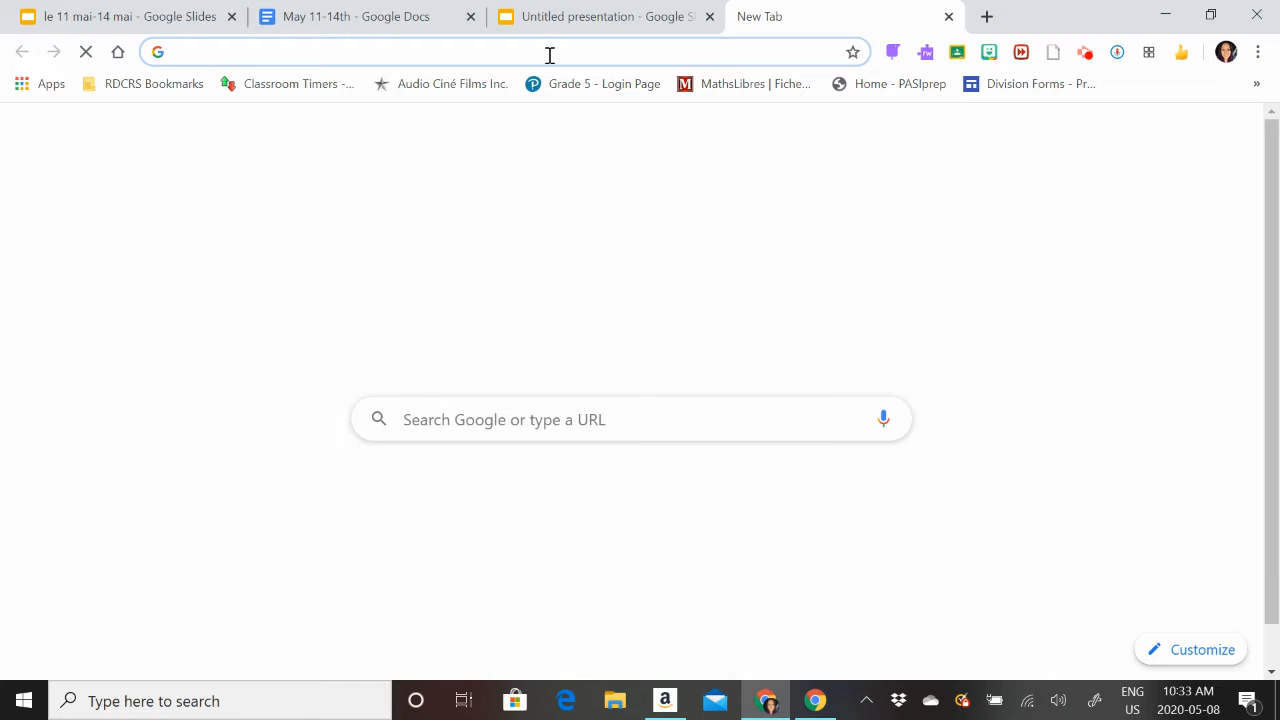 le 11 mai-14 mai - Google Slides
May 11-14th - Google Docs
Untitled presentation - Google Sl
New Tab
Apps
RDCRS Bookmarks
Classroom Timers -...
Audio Ciné Films Inc.
Grade 5 - Login Page
MathsLibres | Fiche...
Home - PASIprep
Division Forms - Pr...
»
Search Google or type a URL
Customize
Type here to search
ENG
US
10:33 AM
2020-05-08